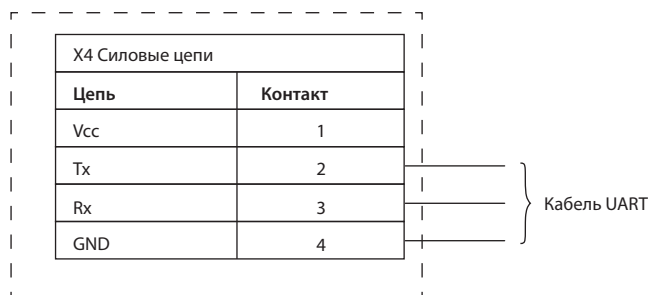 X4 Силовые цепи
Цепь Контакт
Vcc 1
Tx 2
Rx 3
GND 4
Кабель UART